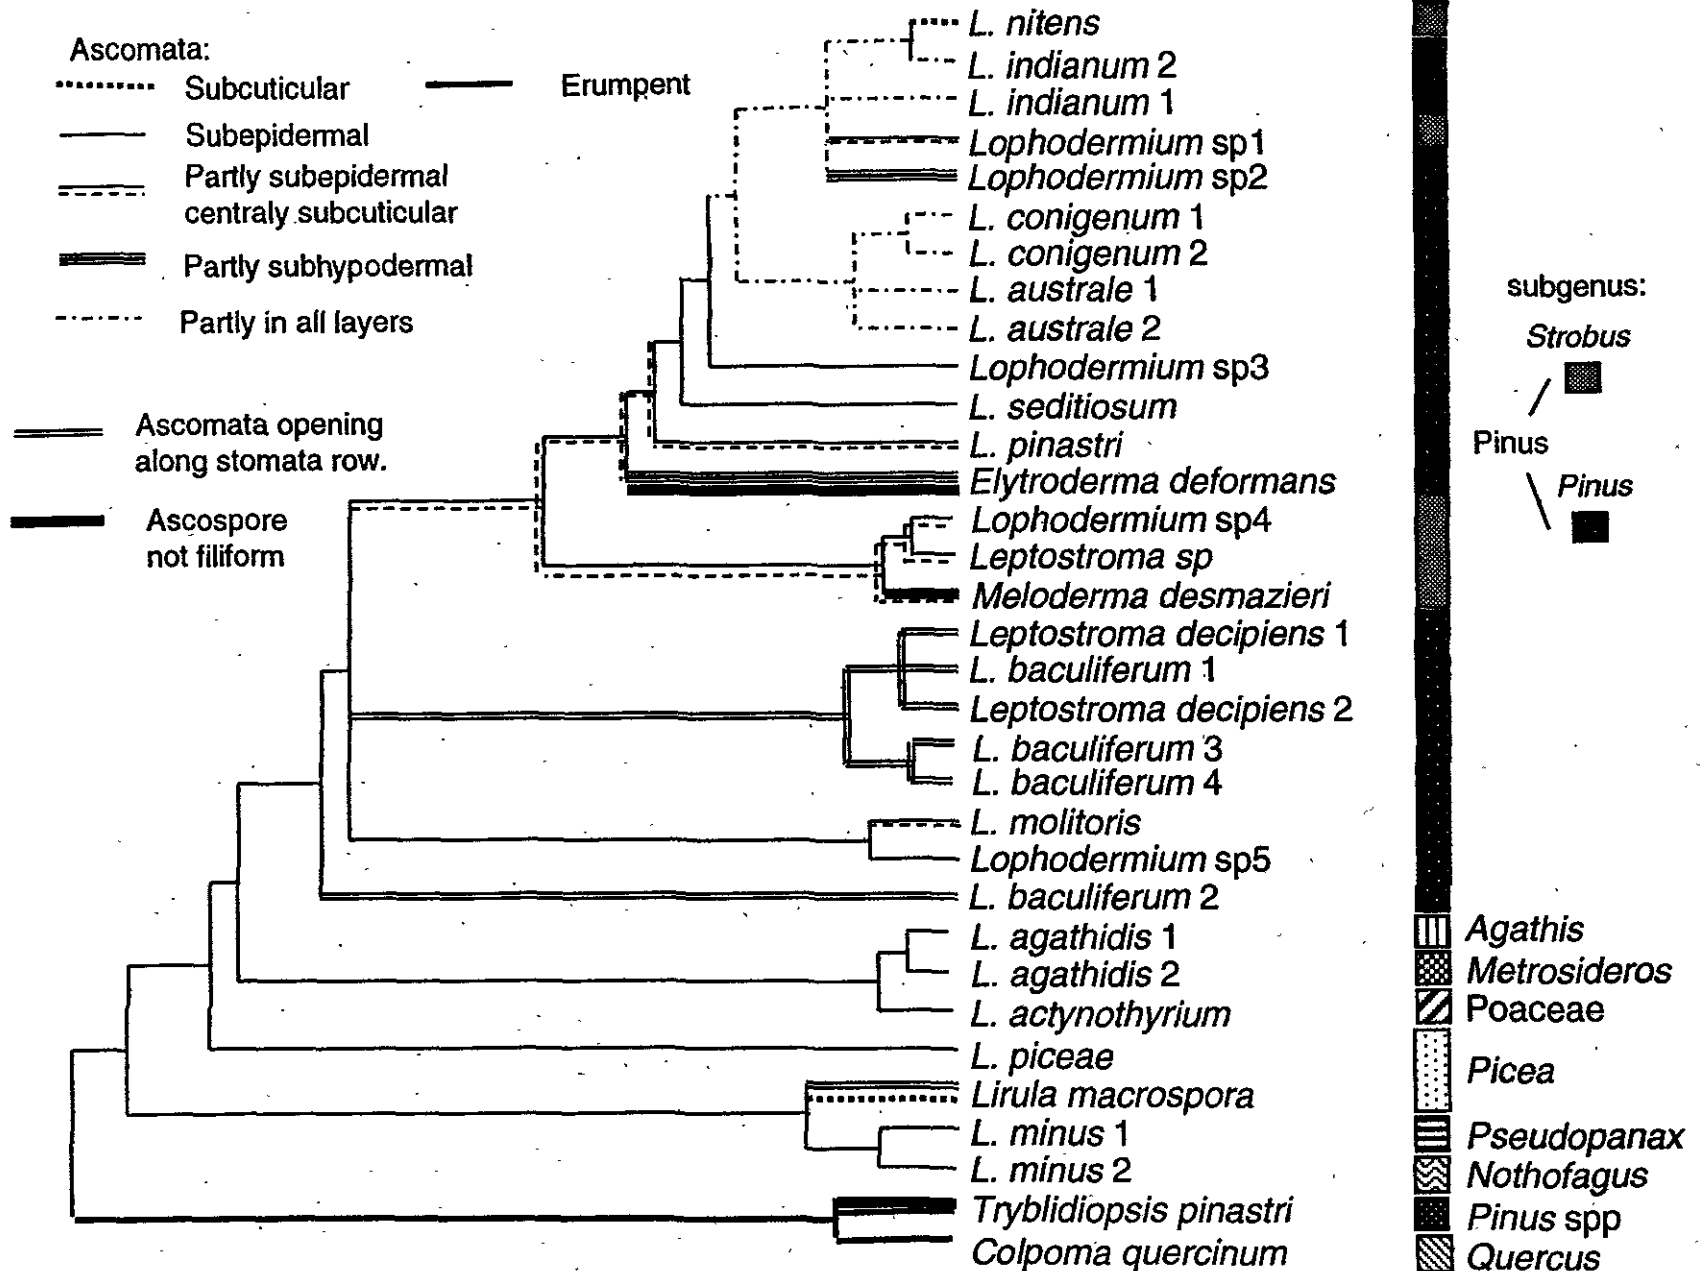 Ascomata:
Subcuticular
Erumpent
Subepidermal
Partly subepidermal
centraly subcuticular
Partly subhypodermal
Partly in all layers
Ascomata opening
along stomata row.
Ascospore
not filiform
L. nitens
L. indianum 2
L. indianum 1
Lophodermium sp1
Lophodermium sp2
L. conigenum 1
L. conigenum 2
L. australe 1
L. australe 2
Lophodermium sp3
L. seditiosum
L. pinastri
Elytroderma deformans
Lophodermium sp4
Leptostroma sp
Meloderma desmazieri
Leptostroma decipiens 1
L. baculiferum 1
Leptostroma decipiens 2
L. baculiferum 3
L. baculiferum 4
L. molitoris
Lophodermium sp5
L. baculiferum 2
L. agathidis 1
L. agathidis 2
L. actynothyrium
L. piceae
Lirula macrospora
L. minus 1
L. minus 2
Tryblidiopsis pinastri
Colpoma quercinum
subgenus:
Strobus
Pinus
Pinus
Agathis
Metrosideros
Poaceae
Picea
Pseudopanax
Nothofagus
Pinus spp
Quercus